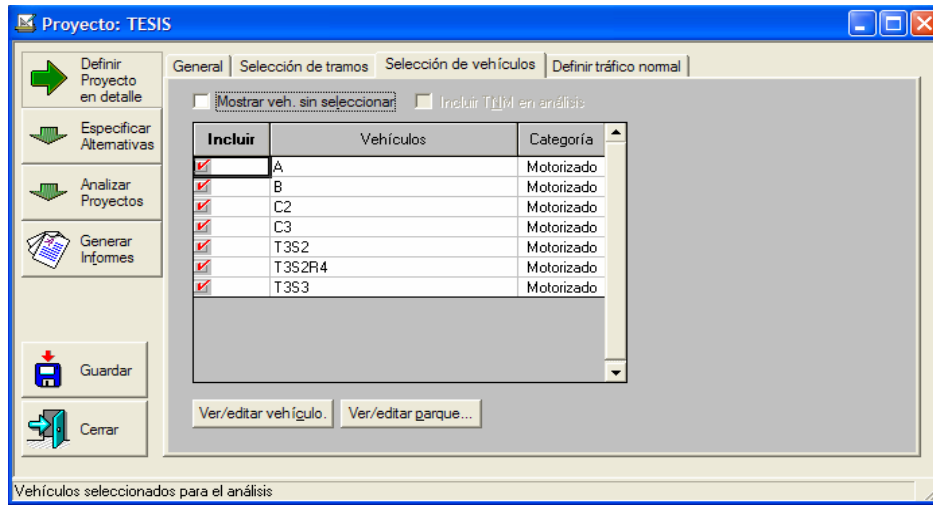 Proyecto: TESIS
Definir
Proyecto
en detalle
Especificar
Alternativas
Analizar
Proyectos
Generar
Informes
Guardar
Cerrar
General Selección de tramos Selección de vehículos Definir tráfico normal
Mostrar veh. sin seleccionar Incluir TNM en análisis
Incluir Vehículos Categoría
A Motorizado
B Motorizado
C2 Motorizado
C3 Motorizado
T3S2 Motorizado
T3S2R4 Motorizado
T3S3 Motorizado
Ver/editar vehículo. Ver/editar parque...
Vehículos seleccionados para el análisis